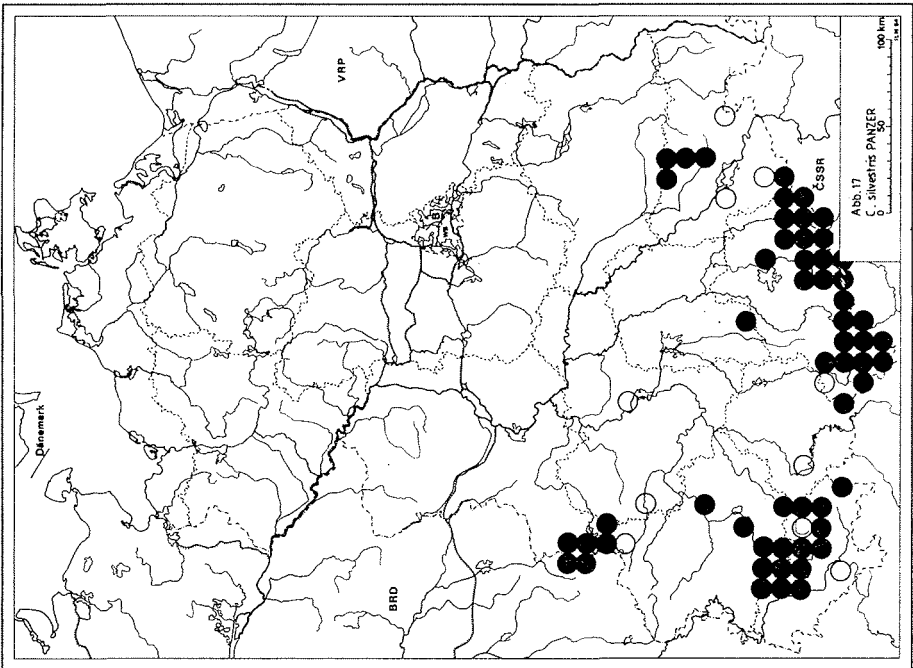 Dänemark
VRP
BRD
ČSSR
Abb. 17
C. silvestris PANZER
0 50 100 km